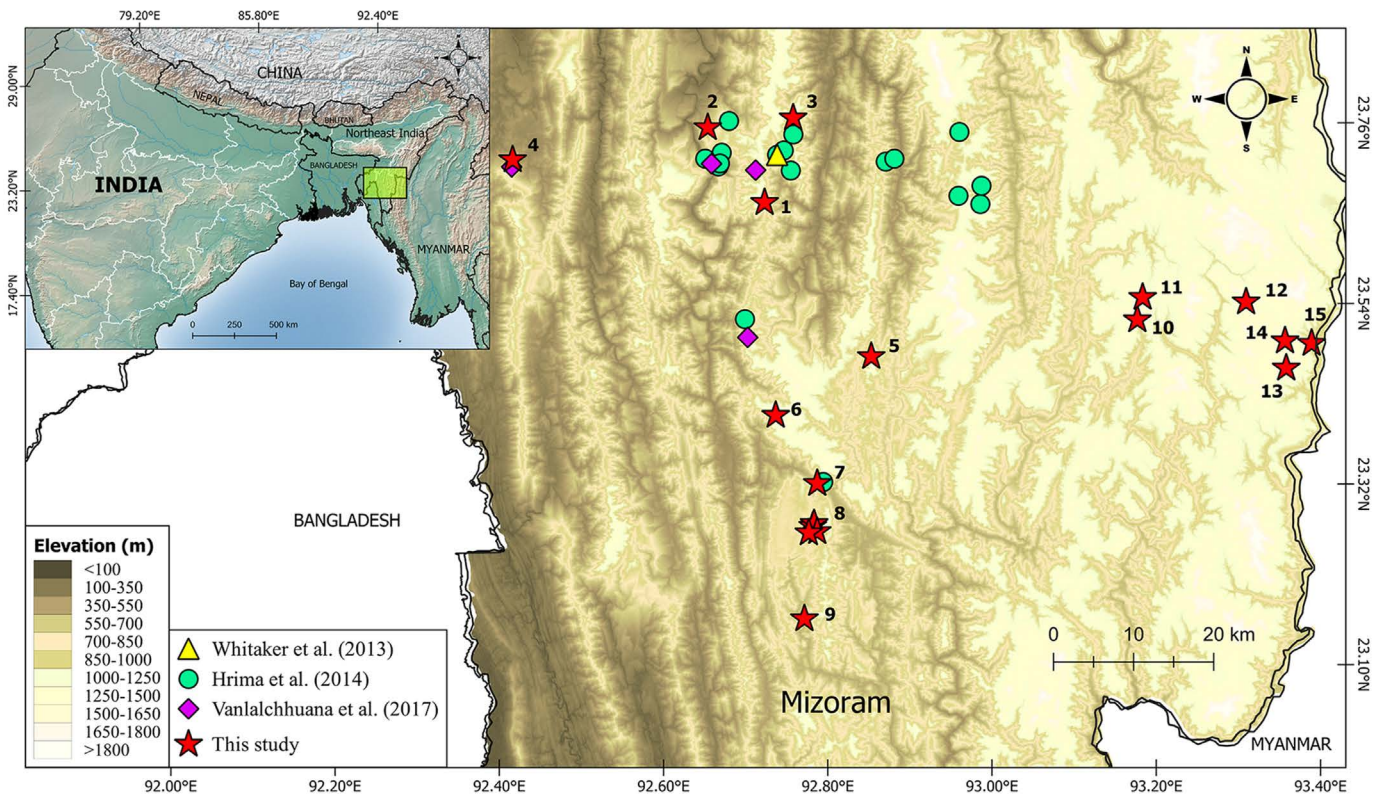 79.20°E 85.80°E 92.40°E
29.00°N
23.20°N
17.40°N
CHINA
NEPAL
BHUTAN
Northeast India
BANGLADESH
INDIA
MYANMAR
Bay of Bengal
0 250 500 km
N
W E
S
23.76°N
23.54°N
23.32°N
23.10°N
2
3
4
1
11
12
10
15
14
13
5
6
7
8
9
BANGLADESH
0 10 20 km
Mizoram
MYANMAR
Elevation (m)
<100
100-350
350-550
550-700
700-850
850-1000
1000-1250
1250-1500
1500-1650
1650-1800
>1800
Whitaker et al. (2013)
Hrima et al. (2014)
Vanlalchhuana et al. (2017)
This study
92.00°E 92.20°E 92.40°E 92.60°E 92.80°E 93.00°E 93.20°E 93.40°E